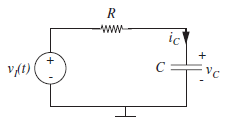 R
i_C
+
v_I(t)
+
-
C
v_C
-